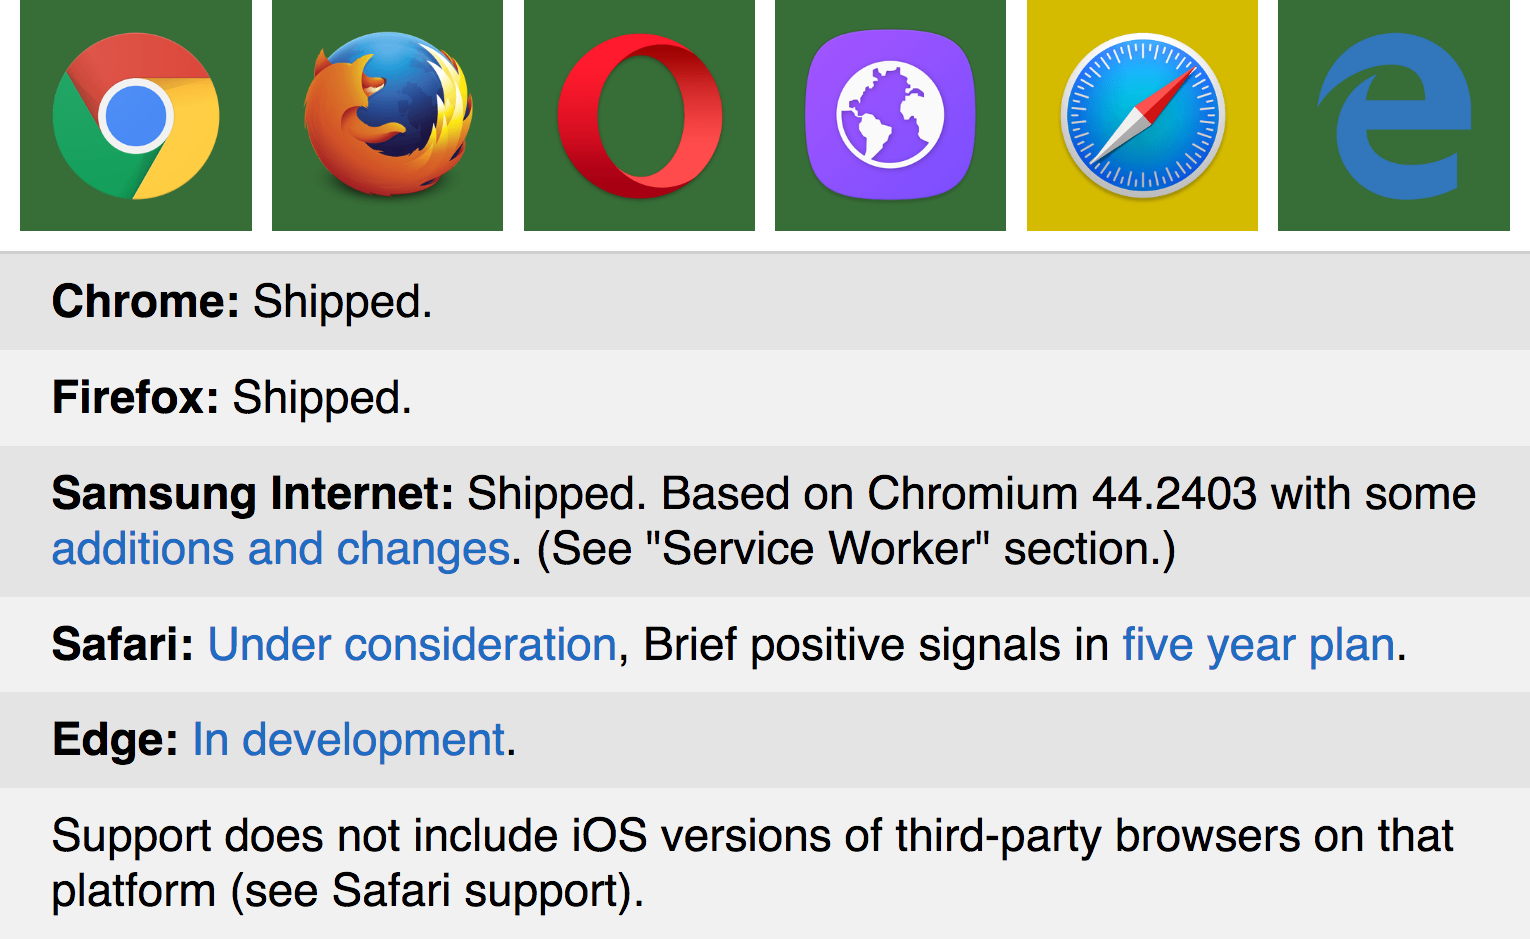 Chrome: Shipped.
Firefox: Shipped.
Samsung Internet: Shipped. Based on Chromium 44.2403 with some
additions and changes. (See "Service Worker" section.)
Safari: Under consideration, Brief positive signals in five year plan.
Edge: In development.
Support does not include iOS versions of third-party browsers on that
platform (see Safari support).